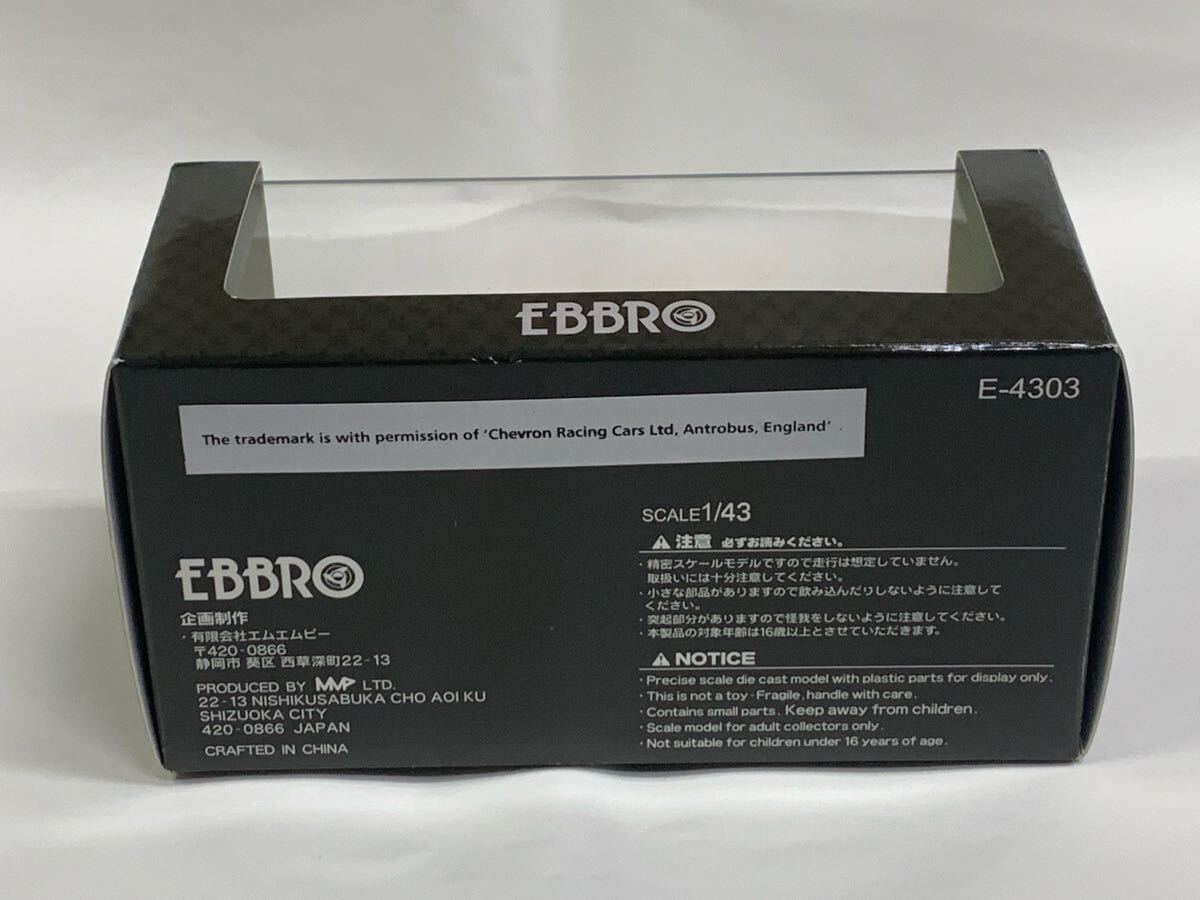 EBBRO
E-4303
The trademark is with permission of 'Chevron Racing Cars Ltd, Antrobus, England'.
EBBRO
企画制作
・有限会社エムエムピー
〒420-0866
静岡市 葵区 西草深町22-13
PRODUCED BY MMP LTD.
22-13 NISHIKUSABUKA CHO AOI KU
SHIZUOKA CITY
420-0866 JAPAN
CRAFTED IN CHINA
SCALE1/43
⚠注意 必ずお読みください。
・精密スケールモデルですので走行は想定していません。
取扱いには十分注意してください。
・小さな部品がありますので飲み込んだりしないように注意して
ください。
・突起部分がありますので怪我をしないように注意してください。
・本製品の対象年齢は16歳以上とさせていただきます。
⚠NOTICE
・Precise scale die cast model with plastic parts for display only.
・This is not a toy・Fragile, handle with care.
・Contains small parts. Keep away from children.
・Scale model for adult collectors only.
・Not suitable for children under 16 years of age.